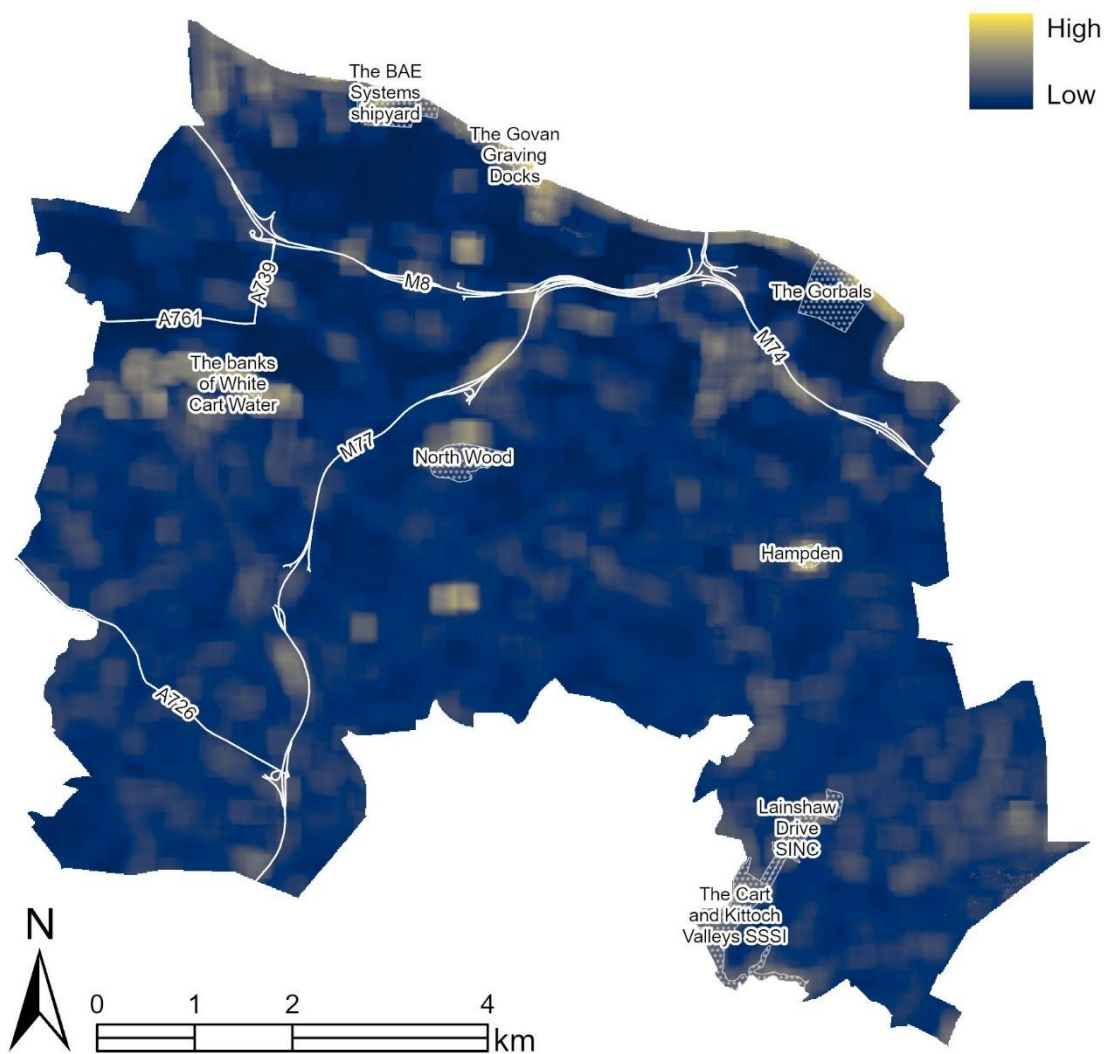 High
Low
The BAE
Systems
shipyard
The Govan
Graving
Docks
A739
M8
The Gorbals
A761
M74
The banks
of White
Cart Water
M77
North Wood
Hampden
A726
Lainshaw
Drive
SINC
The Cart
and Kittoch
Valleys SSSI
N
0 1 2 4
km